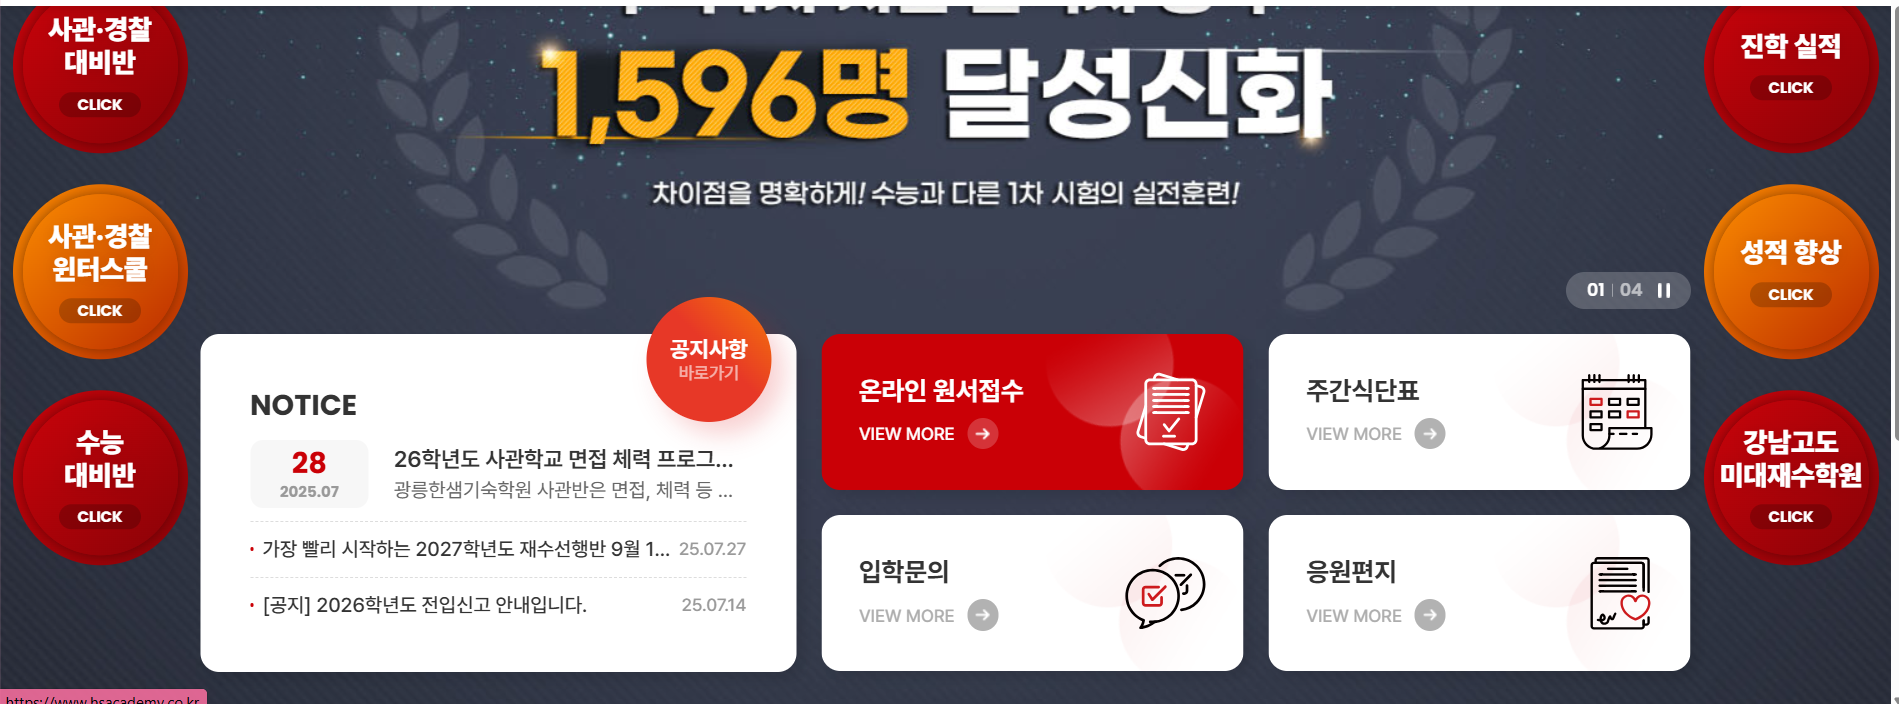 사관·경찰
대비반
CLICK
사관·경찰
윈터스쿨
CLICK
수능
대비반
CLICK
1,596명 달성신화
차이점을 명확하게! 수능과 다른 1차 시험의 실전훈련!
진학 실적
CLICK
성적 향상
CLICK
강남고도
미대재수학원
CLICK
01 | 04
공지사항
바로가기
NOTICE
28
2025.07
26학년도 사관학교 면접 체력 프로그...
광릉한샘기숙학원 사관반은 면접, 체력 등 ...
· 가장 빨리 시작하는 2027학년도 재수선행반 9월 1... 25.07.27
· [공지] 2026학년도 전입신고 안내입니다. 25.07.14
온라인 원서접수
VIEW MORE
주간식단표
VIEW MORE
입학문의
VIEW MORE
응원편지
VIEW MORE
https://www.hsacademy.co.kr